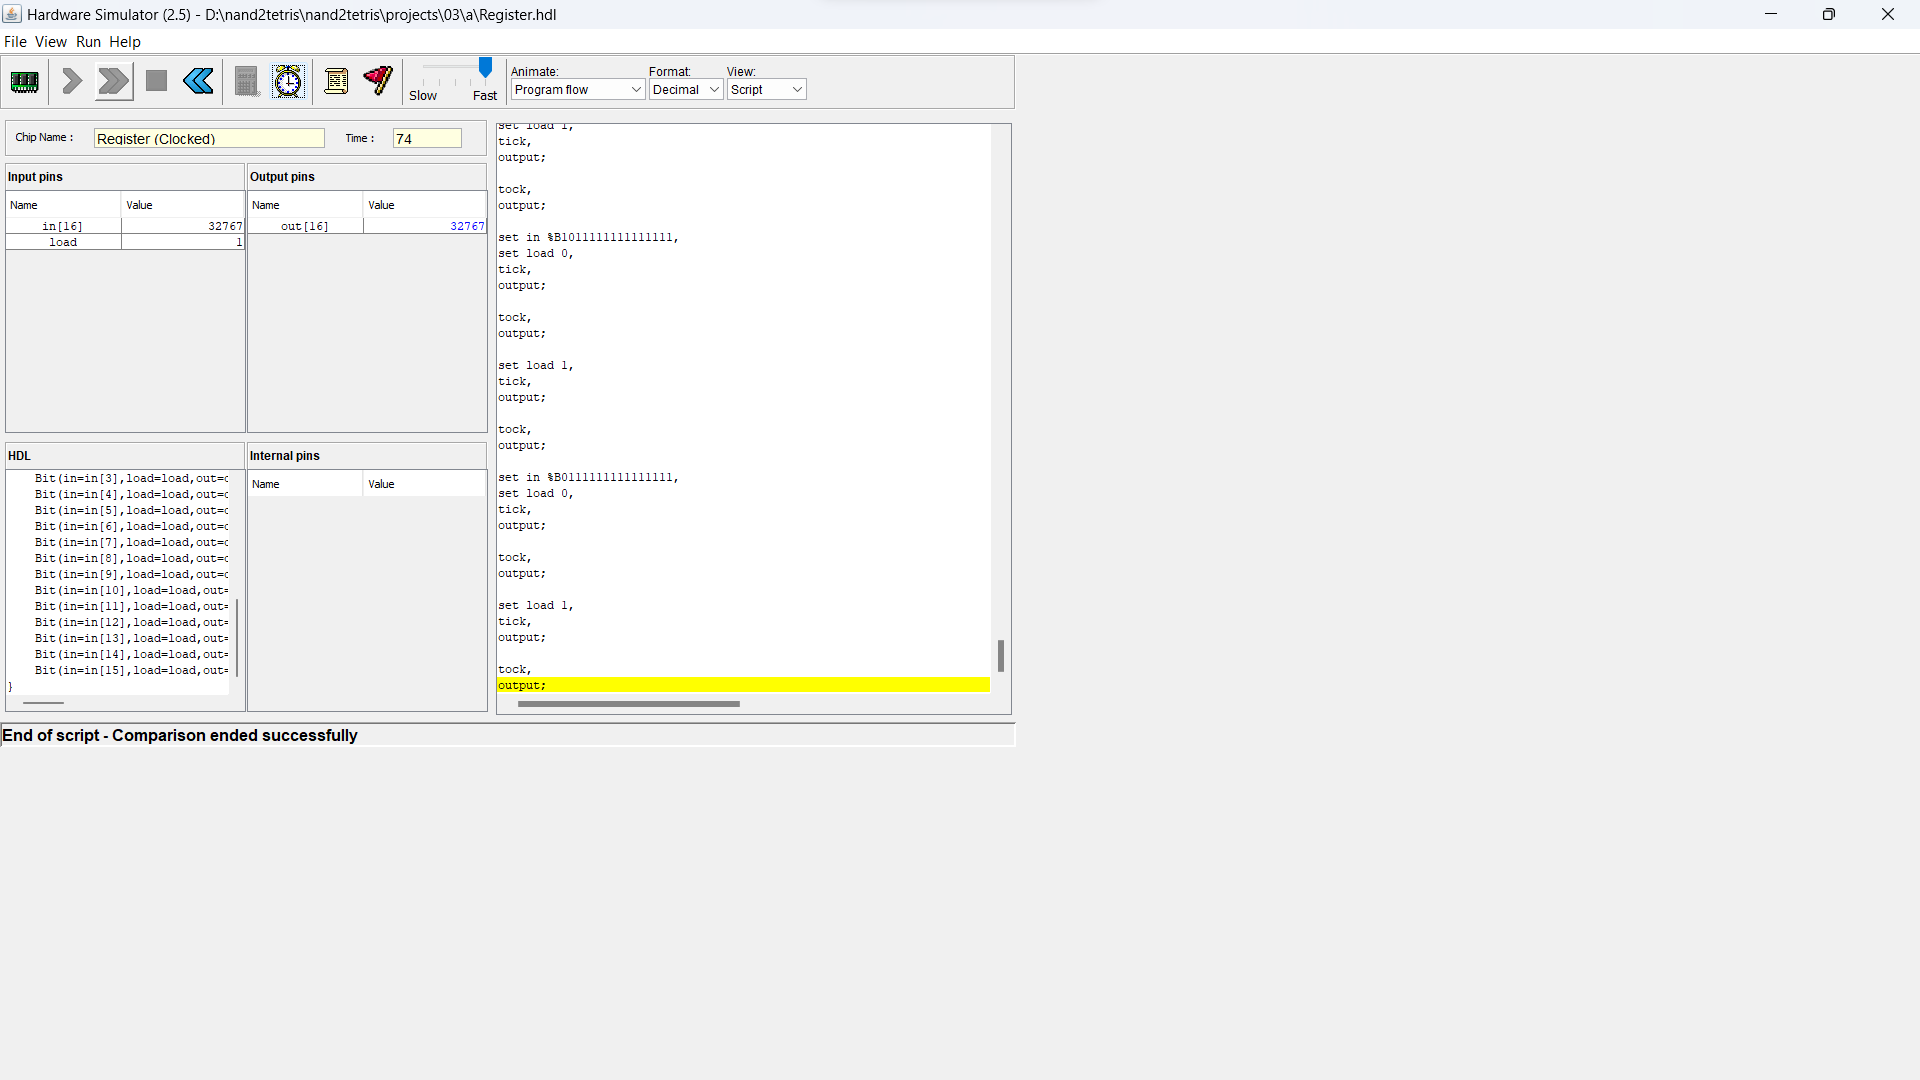 Hardware Simulator (2.5) - D:\nand2tetris\nand2tetris\projects\03\a\Register.hdl
File View Run Help
Slow Fast
Animate: Format: View:
Program flow Decimal Script
Chip Name : Register (Clocked) Time : 74
Input pins
Name Value
in[16] 32767
load 1
Output pins
Name Value
out[16] 32767
HDL
Bit(in=in[3],load=load,out=
Bit(in=in[4],load=load,out=
Bit(in=in[5],load=load,out=
Bit(in=in[6],load=load,out=
Bit(in=in[7],load=load,out=
Bit(in=in[8],load=load,out=
Bit(in=in[9],load=load,out=
Bit(in=in[10],load=load,out=
Bit(in=in[11],load=load,out=
Bit(in=in[12],load=load,out=
Bit(in=in[13],load=load,out=
Bit(in=in[14],load=load,out=
Bit(in=in[15],load=load,out=
}
Internal pins
Name Value
set load 1,
tick,
output;
tock,
output;
set in %B1011111111111111,
set load 0,
tick,
output;
tock,
output;
set load 1,
tick,
output;
tock,
output;
set in %B0111111111111111,
set load 0,
tick,
output;
tock,
output;
set load 1,
tick,
output;
tock,
output;
End of script - Comparison ended successfully